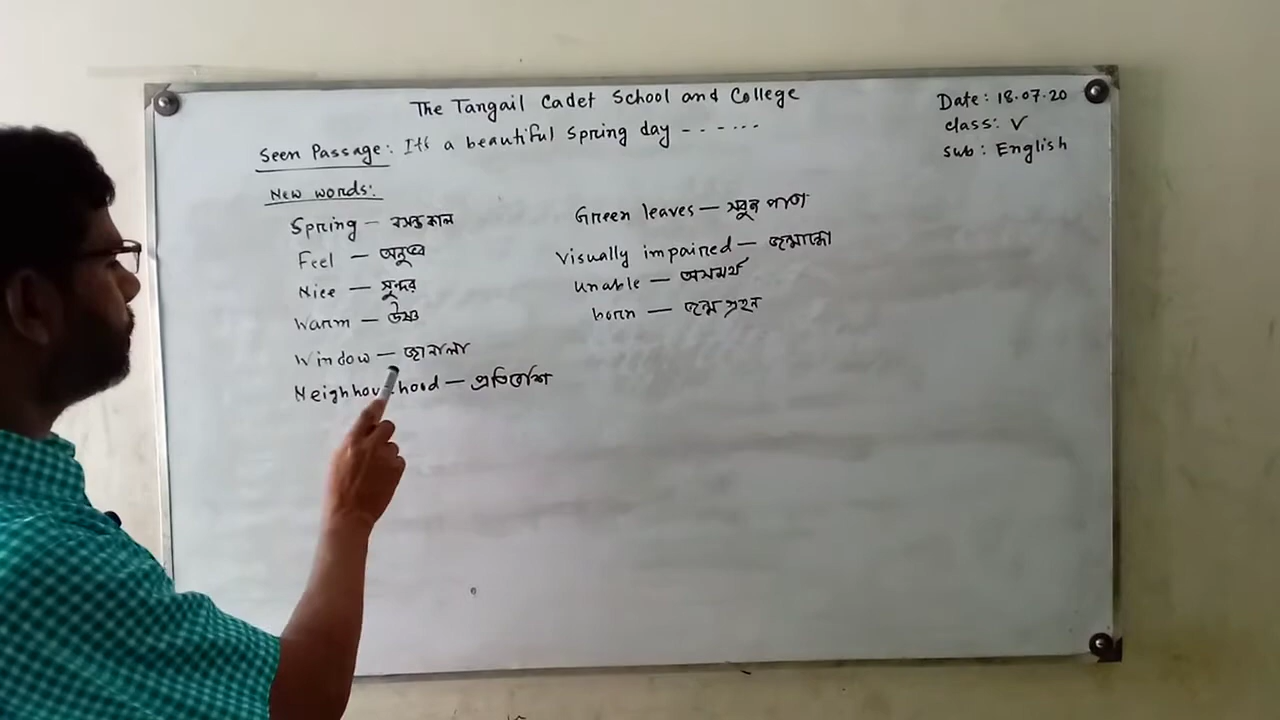 The Tangail Cadet School and College
Date: 18.07.20
class: V
Sub: English
Seen Passage: It's a beautiful Spring day - - - - - -
New words:
Spring — বসন্তকাল
Feel — অনুভব
Nice — সুন্দর
Warm — উষ্ণ
Window — জানালা
Neighbourhood — প্রতিবেশি
Green leaves — সবুজ পাতা
Visually impaired — জন্মান্ধ
Unable — অসমর্থ
born — জন্ম গ্রহন